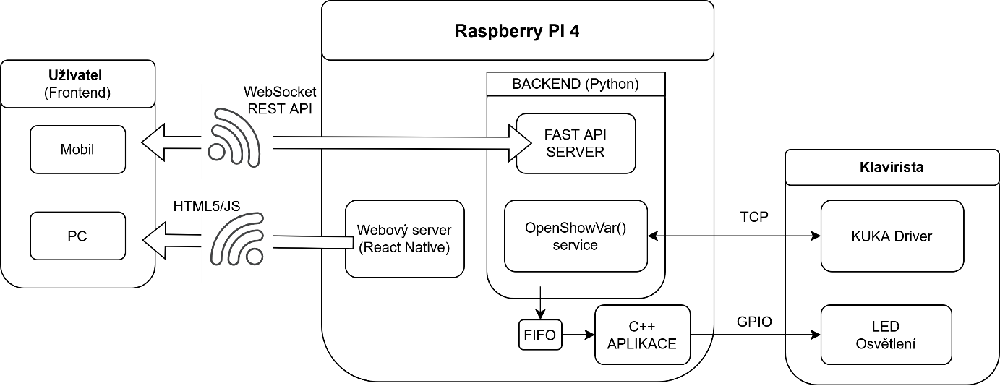 Raspberry PI 4
Uživatel
(Frontend)
Mobil
PC
WebSocket
REST API
HTML5/JS
Webový server
(React Native)
BACKEND (Python)
FAST API
SERVER
OpenShowVar()
service
FIFO
C++
APLIKACE
TCP
GPIO
Klavirista
KUKA Driver
LED
Osvětlení